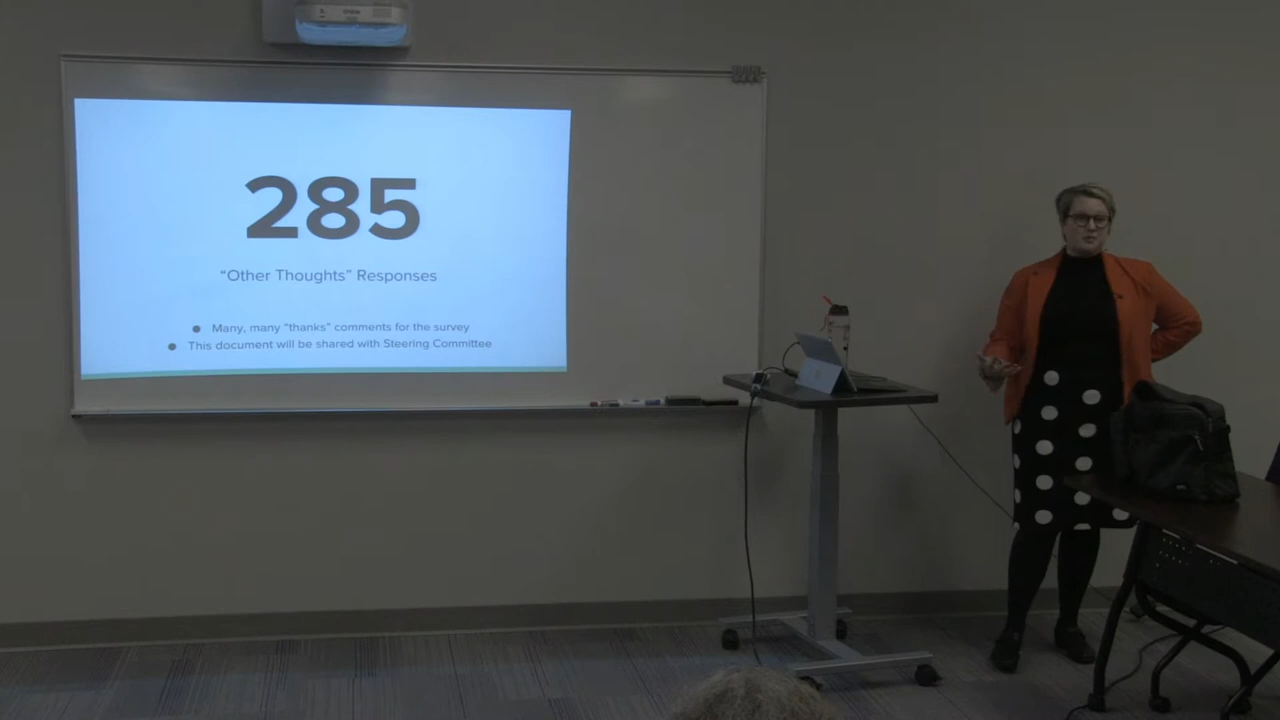 EPSON
285
“Other Thoughts” Responses
● Many, many “thanks” comments for the survey
● This document will be shared with Steering Committee